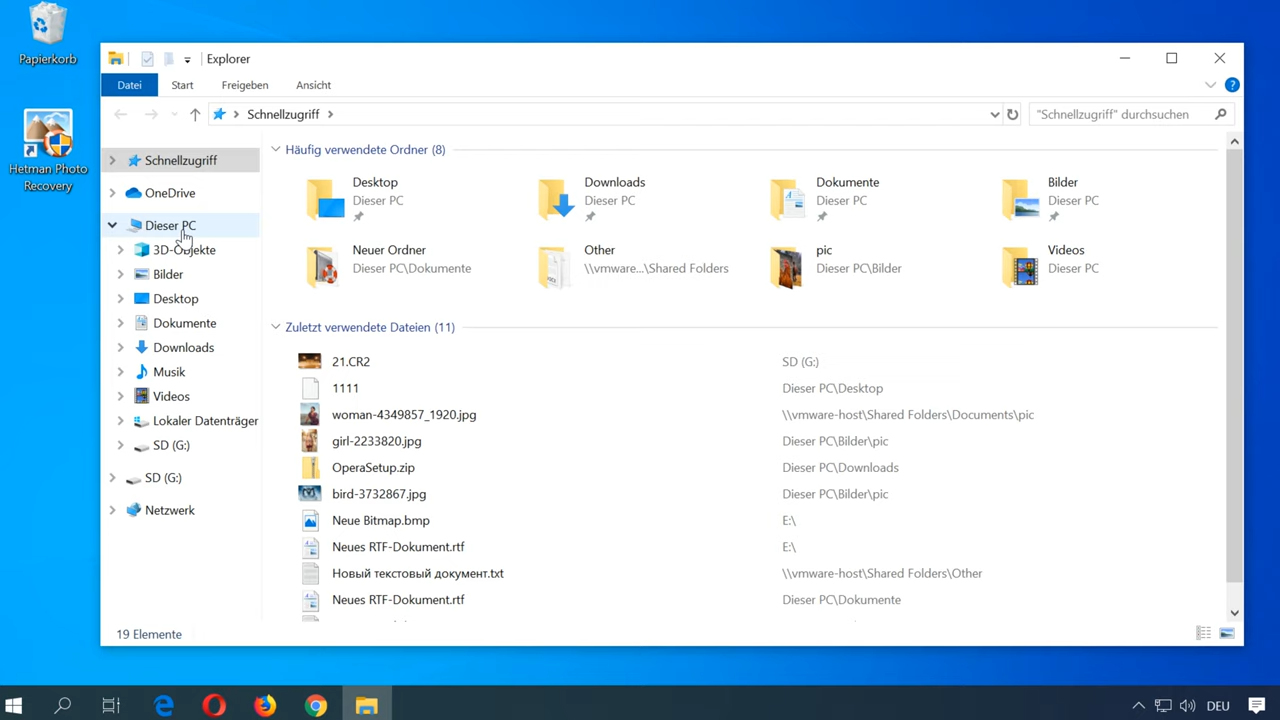 Papierkorb
Hetman Photo
Recovery
Explorer
Datei Start Freigeben Ansicht
Schnellzugriff
"Schnellzugriff" durchsuchen
Schnellzugriff
OneDrive
Dieser PC
3D-Objekte
Bilder
Desktop
Dokumente
Downloads
Musik
Videos
Lokaler Datenträger
SD (G:)
SD (G:)
Netzwerk
Häufig verwendete Ordner (8)
Desktop
Dieser PC
Downloads
Dieser PC
Dokumente
Dieser PC
Bilder
Dieser PC
Neuer Ordner
Dieser PC\Dokumente
Other
\\vmware...\Shared Folders
pic
Dieser PC\Bilder
Videos
Dieser PC
Zuletzt verwendete Dateien (11)
21.CR2 SD (G:)
1111 Dieser PC\Desktop
woman-4349857_1920.jpg \\vmware-host\Shared Folders\Documents\pic
girl-2233820.jpg Dieser PC\Bilder\pic
OperaSetup.zip Dieser PC\Downloads
bird-3732867.jpg Dieser PC\Bilder\pic
Neue Bitmap.bmp E:\
Neues RTF-Dokument.rtf E:\
Новый текстовый документ.txt \\vmware-host\Shared Folders\Other
Neues RTF-Dokument.rtf Dieser PC\Dokumente
19 Elemente
DEU